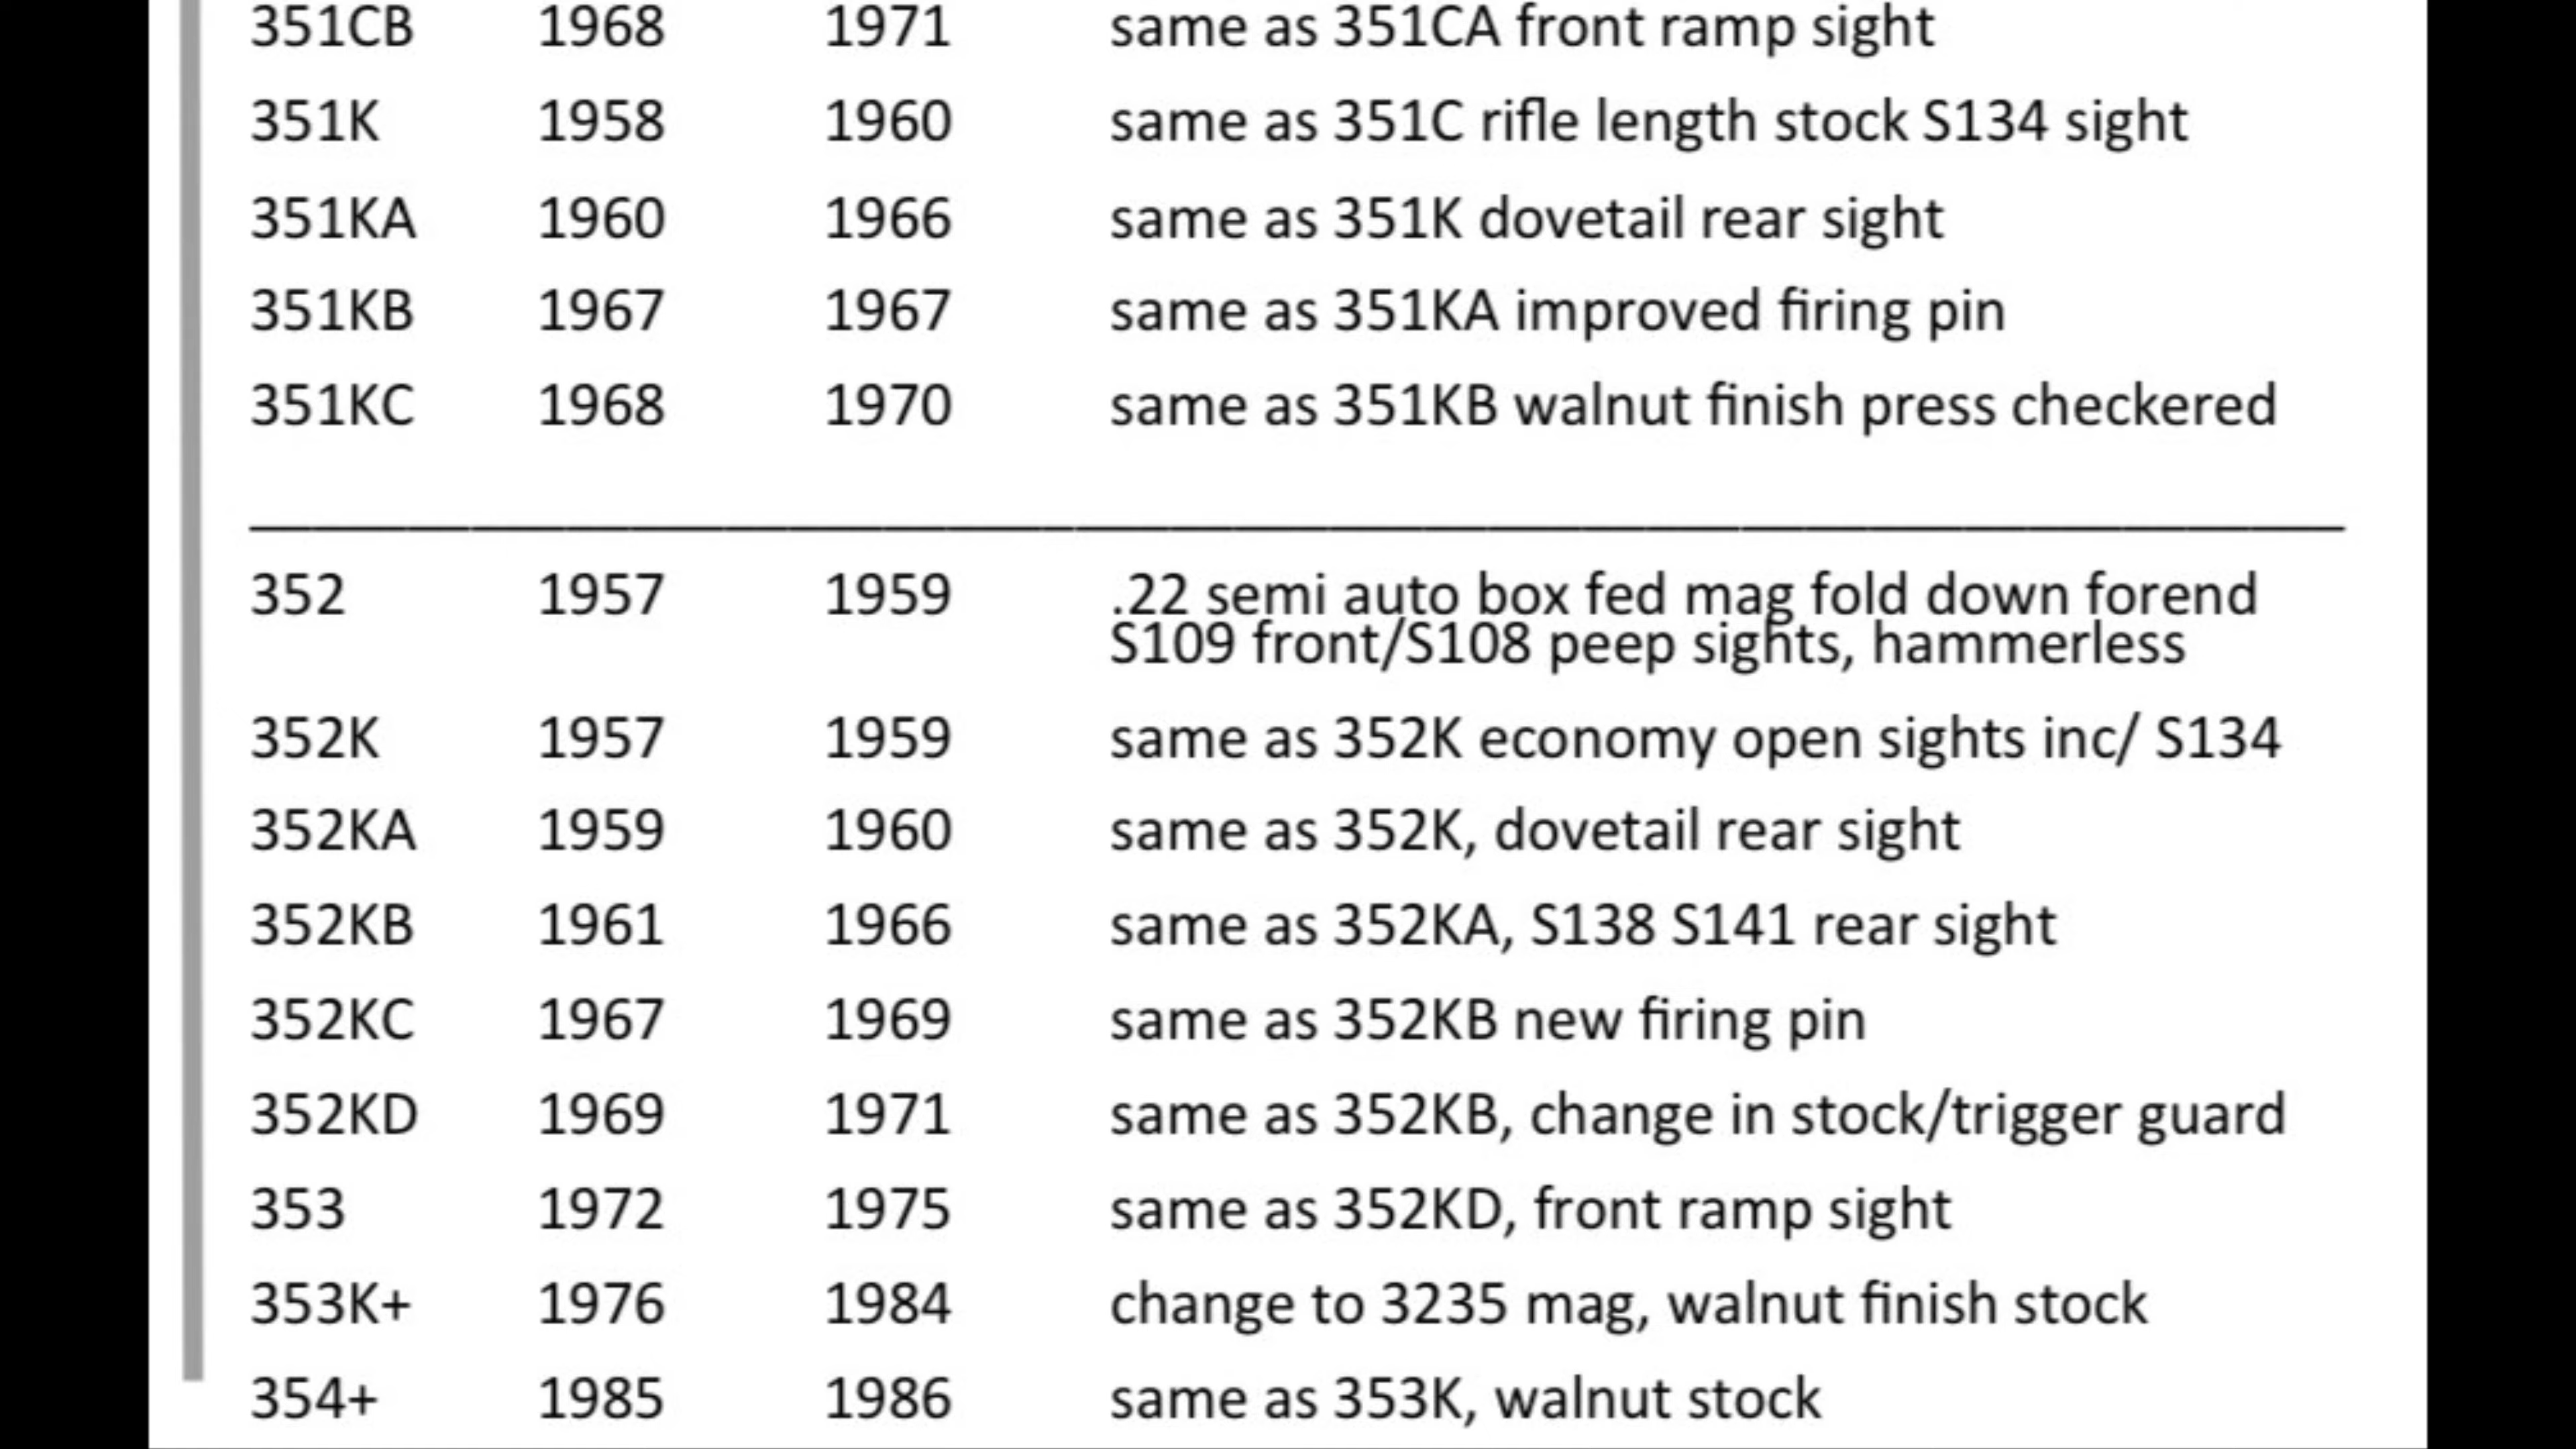 351CB 1968 1971 same as 351CA front ramp sight
351K 1958 1960 same as 351C rifle length stock S134 sight
351KA 1960 1966 same as 351K dovetail rear sight
351KB 1967 1967 same as 351KA improved firing pin
351KC 1968 1970 same as 351KB walnut finish press checkered
352 1957 1959 .22 semi auto box fed mag fold down forend
S109 front/S108 peep sights, hammerless
352K 1957 1959 same as 352K economy open sights inc/ S134
352KA 1959 1960 same as 352K, dovetail rear sight
352KB 1961 1966 same as 352KA, S138 S141 rear sight
352KC 1967 1969 same as 352KB new firing pin
352KD 1969 1971 same as 352KB, change in stock/trigger guard
353 1972 1975 same as 352KD, front ramp sight
353K+ 1976 1984 change to 3235 mag, walnut finish stock
354+ 1985 1986 same as 353K, walnut stock